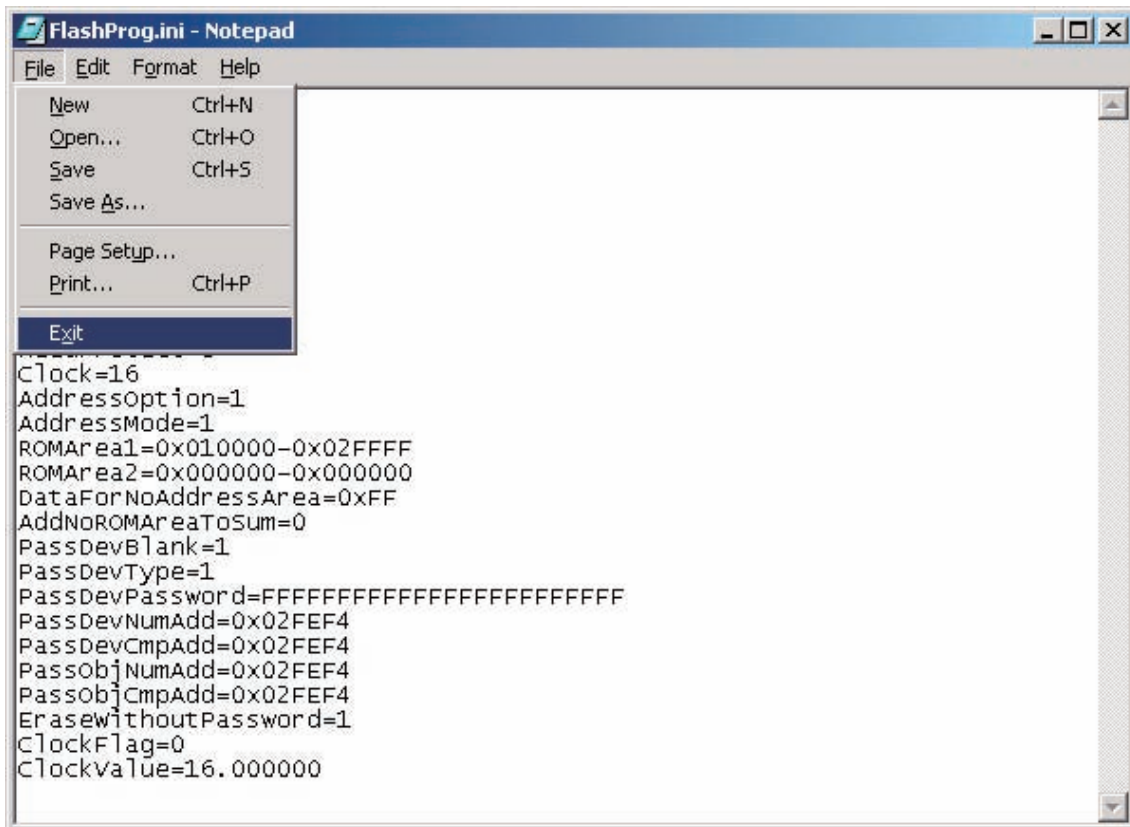 FlashProg.ini - Notepad
File Edit Format Help
New Ctrl+N
Open... Ctrl+O
Save Ctrl+S
Save As...
Page Setup...
Print... Ctrl+P
Exit
Clock=16
AddressOption=1
AddressMode=1
ROMArea1=0x010000-0x02FFFF
ROMArea2=0x000000-0x000000
DataForNoAddressArea=0xFF
AddNoROMAreaToSum=0
PassDevBlank=1
PassDevType=1
PassDevPassword=FFFFFFFFFFFFFFFFFFFFFFFF
PassDevNumAdd=0x02FEF4
PassDevCmpAdd=0x02FEF4
PassObjNumAdd=0x02FEF4
PassObjCmpAdd=0x02FEF4
EraseWithoutPassword=1
ClockFlag=0
ClockValue=16.000000